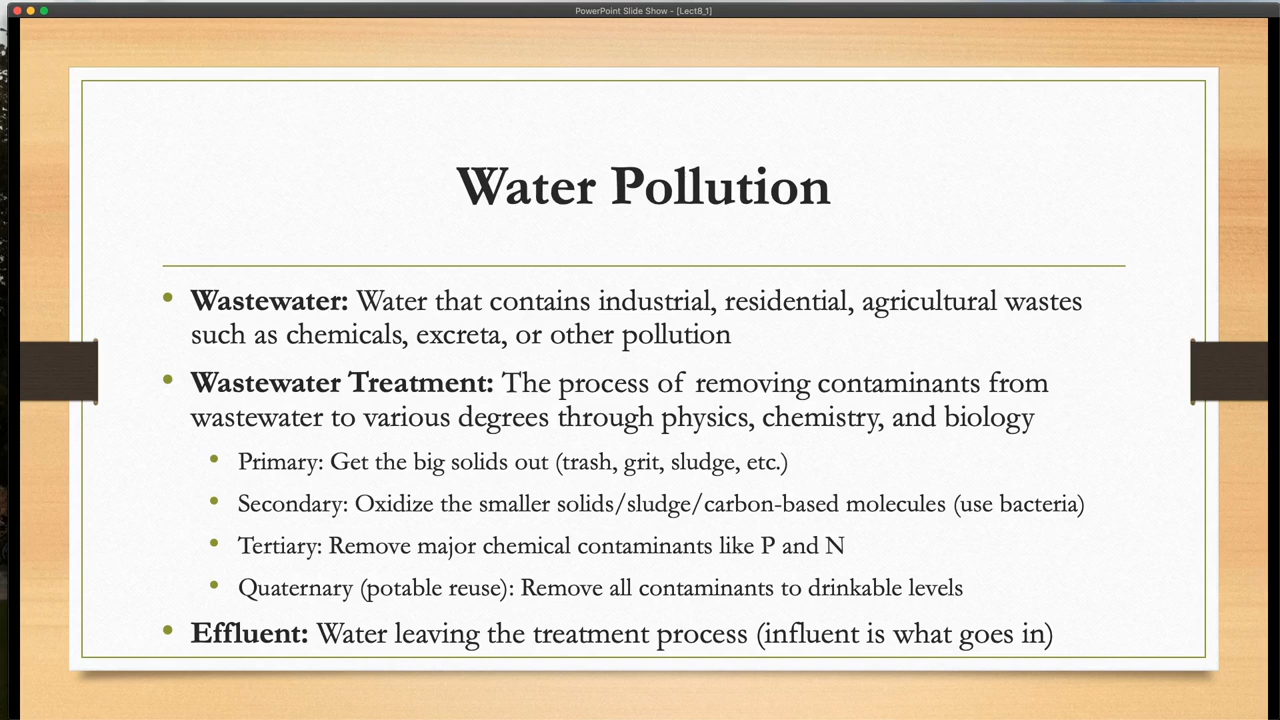 PowerPoint Slide Show - [Lect8_1]
Water Pollution
• Wastewater: Water that contains industrial, residential, agricultural wastes
such as chemicals, excreta, or other pollution
• Wastewater Treatment: The process of removing contaminants from
wastewater to various degrees through physics, chemistry, and biology
• Primary: Get the big solids out (trash, grit, sludge, etc.)
• Secondary: Oxidize the smaller solids/sludge/carbon-based molecules (use bacteria)
• Tertiary: Remove major chemical contaminants like P and N
• Quaternary (potable reuse): Remove all contaminants to drinkable levels
• Effluent: Water leaving the treatment process (influent is what goes in)